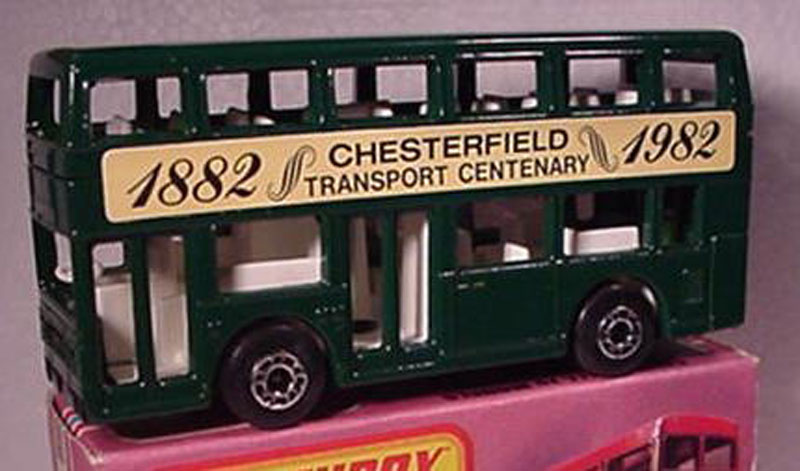 1882 CHESTERFIELD 1982
TRANSPORT CENTENARY